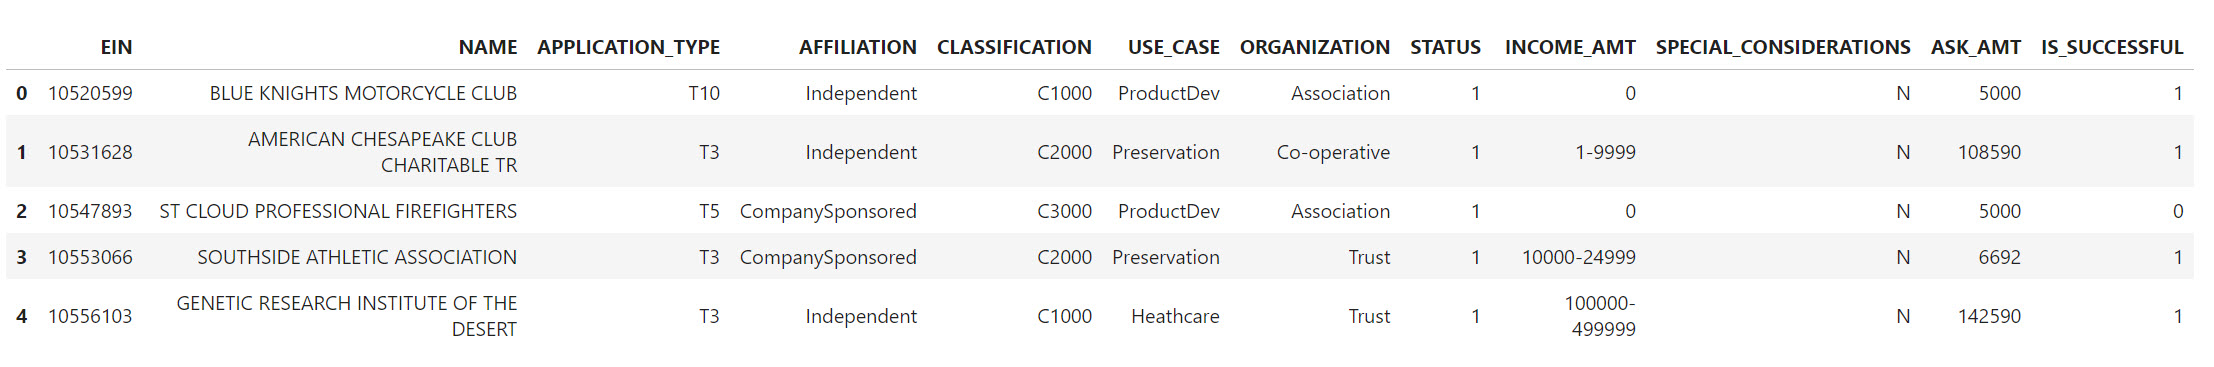 EIN NAME APPLICATION_TYPE AFFILIATION CLASSIFICATION USE_CASE ORGANIZATION STATUS INCOME_AMT SPECIAL_CONSIDERATIONS ASK_AMT IS_SUCCESSFUL
0 10520599 BLUE KNIGHTS MOTORCYCLE CLUB T10 Independent C1000 ProductDev Association 1 0 N 5000 1
1 10531628 AMERICAN CHESAPEAKE CLUB CHARITABLE TR T3 Independent C2000 Preservation Co-operative 1 1-9999 N 108590 1
2 10547893 ST CLOUD PROFESSIONAL FIREFIGHTERS T5 CompanySponsored C3000 ProductDev Association 1 0 N 5000 0
3 10553066 SOUTHSIDE ATHLETIC ASSOCIATION T3 CompanySponsored C2000 Preservation Trust 1 10000-24999 N 6692 1
4 10556103 GENETIC RESEARCH INSTITUTE OF THE DESERT T3 Independent C1000 Heathcare Trust 1 100000-499999 N 142590 1